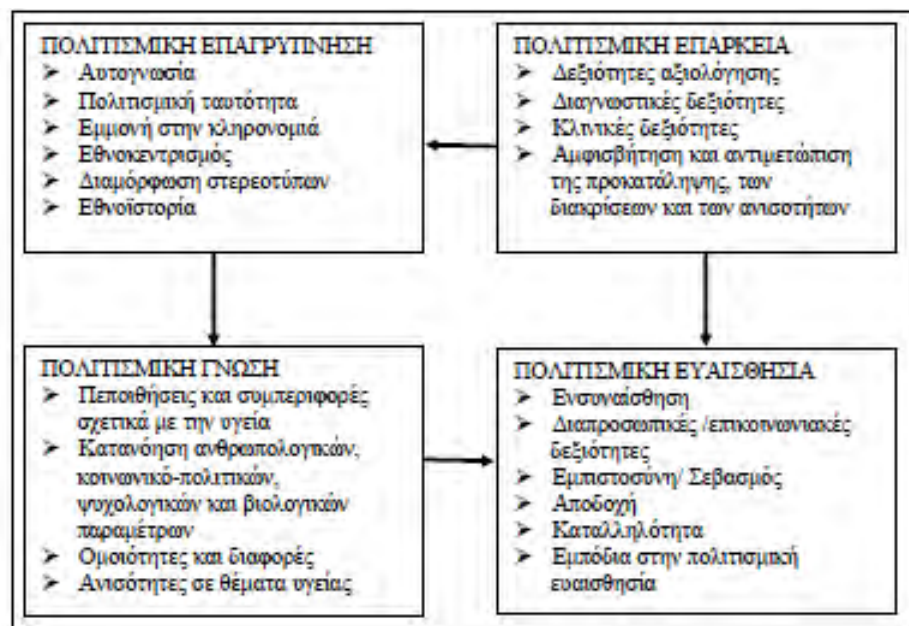 ΠΟΛΙΤΙΣΜΙΚΗ ΕΠΑΓΡΥΠΝΗΣΗ
➤ Αυτογνωσία
➤ Πολιτισμική ταυτότητα
➤ Εμμονή στην κληρονομιά
➤ Εθνοκεντρισμός
➤ Διαμόρφωση στερεοτύπων
➤ Εθνοϊστορία
ΠΟΛΙΤΙΣΜΙΚΗ ΕΠΑΡΚΕΙΑ
➤ Δεξιότητες αξιολόγησης
➤ Διαγνωστικές δεξιότητες
➤ Κλινικές δεξιότητες
➤ Αμφισβήτηση και αντιμετώπιση
της προκατάληψης, των
διακρίσεων και των ανισοτήτων
ΠΟΛΙΤΙΣΜΙΚΗ ΓΝΩΣΗ
➤ Πεποιθήσεις και συμπεριφορές
σχετικά με την υγεία
➤ Κατανόηση ανθρωπολογικών,
κοινωνικό-πολιτικών,
ψυχολογικών και βιολογικών
παραμέτρων
➤ Ομοιότητες και διαφορές
➤ Ανισότητες σε θέματα υγείας
ΠΟΛΙΤΙΣΜΙΚΗ ΕΥΑΙΣΘΗΣΙΑ
➤ Ενσυναίσθηση
➤ Διαπροσωπικές /επικοινωνιακές
δεξιότητες
➤ Εμπιστοσύνη/ Σεβασμός
➤ Αποδοχή
➤ Καταλληλότητα
➤ Εμπόδια στην πολιτισμική
ευαισθησία